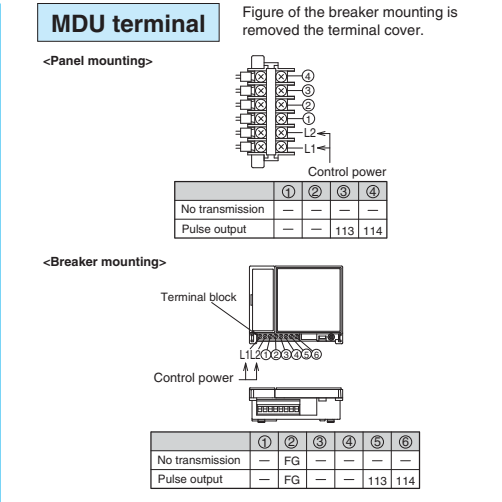 MDU terminal
Figure of the breaker mounting is
removed the terminal cover.
<Panel mounting>
④
③
②
①
L2
L1
Control power
① ② ③ ④
No transmission — — — —
Pulse output — — 113 114
<Breaker mounting>
Terminal block
L1L2①②③④⑤⑥
Control power
① ② ③ ④ ⑤ ⑥
No transmission — FG — — — —
Pulse output — FG — — 113 114